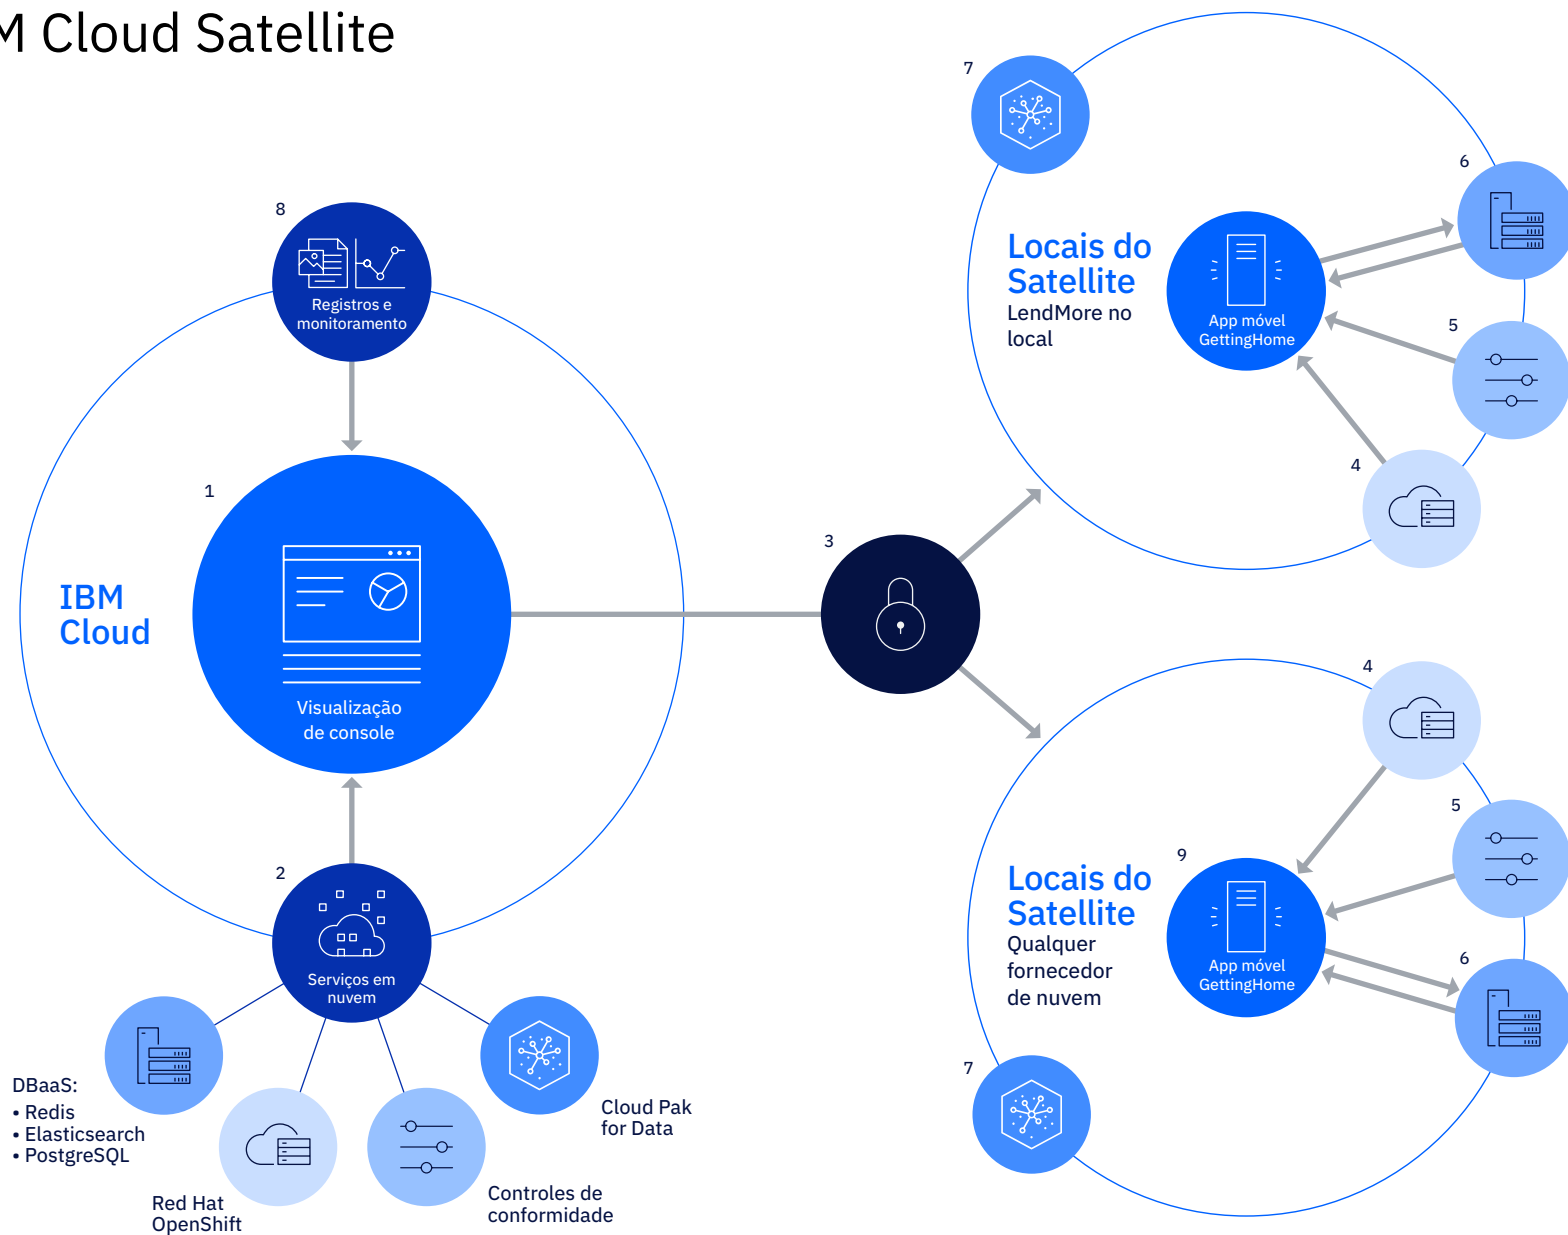 M Cloud Satellite
8
Registros e
monitoramento
1
IBM
Cloud
Visualização
de console
2
Serviços em
nuvem
DBaaS:
• Redis
• Elasticsearch
• PostgreSQL
Red Hat
OpenShift
Controles de
conformidade
Cloud Pak
for Data
3
7
Locais do
Satellite
LendMore no
local
App móvel
GettingHome
6
5
4
4
5
9
Locais do
Satellite
Qualquer
fornecedor
de nuvem
App móvel
GettingHome
6
7